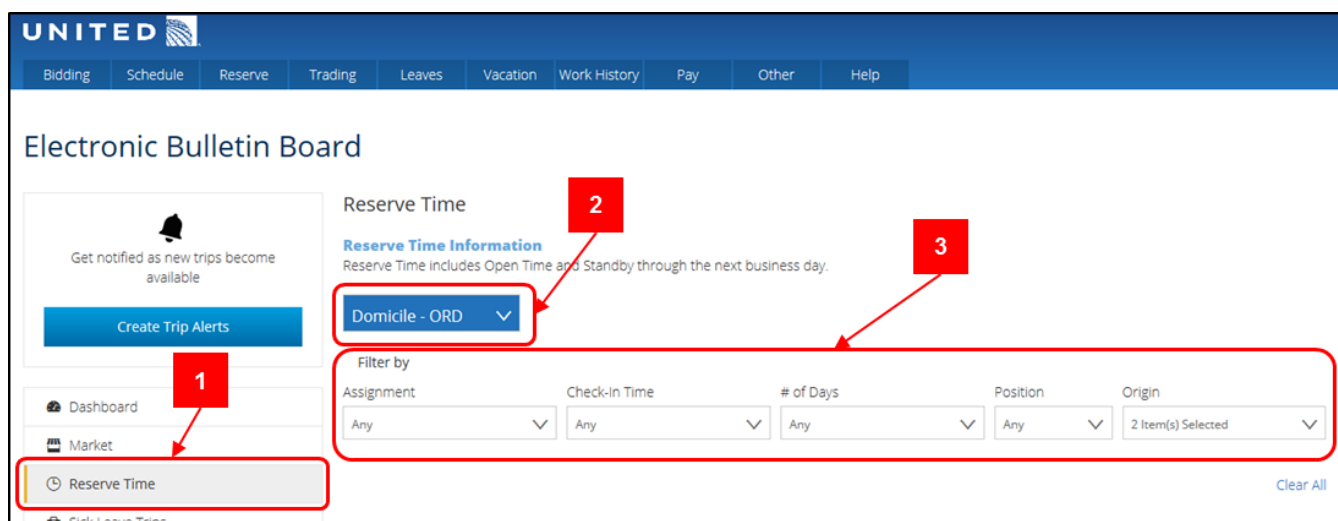 UNITED
Bidding Schedule Reserve Trading Leaves Vacation Work History Pay Other Help
Electronic Bulletin Board
Get notified as new trips become
available
Create Trip Alerts
1
Dashboard
Market
Reserve Time
Sick Leave Trips
Reserve Time
2
Reserve Time Information
Reserve Time includes Open Time and Standby through the next business day.
3
Domicile - ORD
Filter by
Assignment Check-In Time # of Days Position Origin
Any Any Any Any 2 Item(s) Selected
Clear All